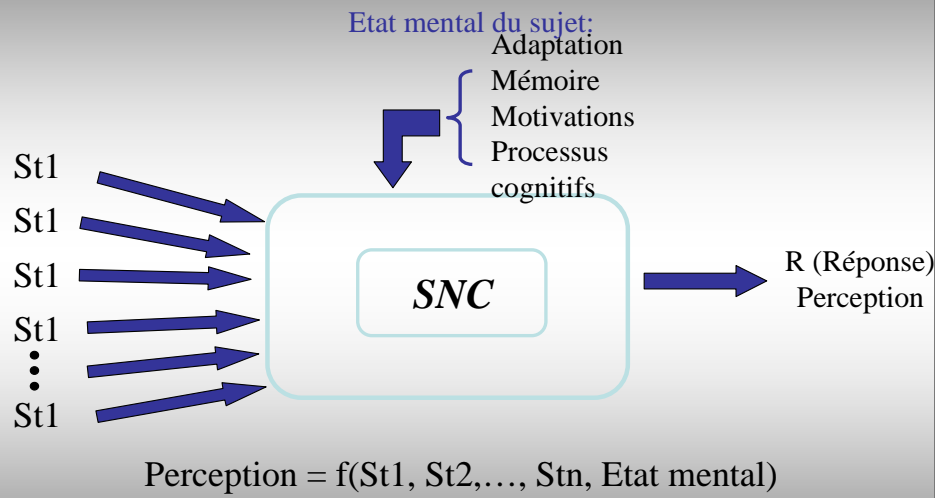 Etat mental du sujet:
Adaptation
Mémoire
Motivations
Processus
cognitifs
St1
St1
St1
St1
St1
SNC
R (Réponse)
Perception
Perception = f(St1, St2,…, Stn, Etat mental)